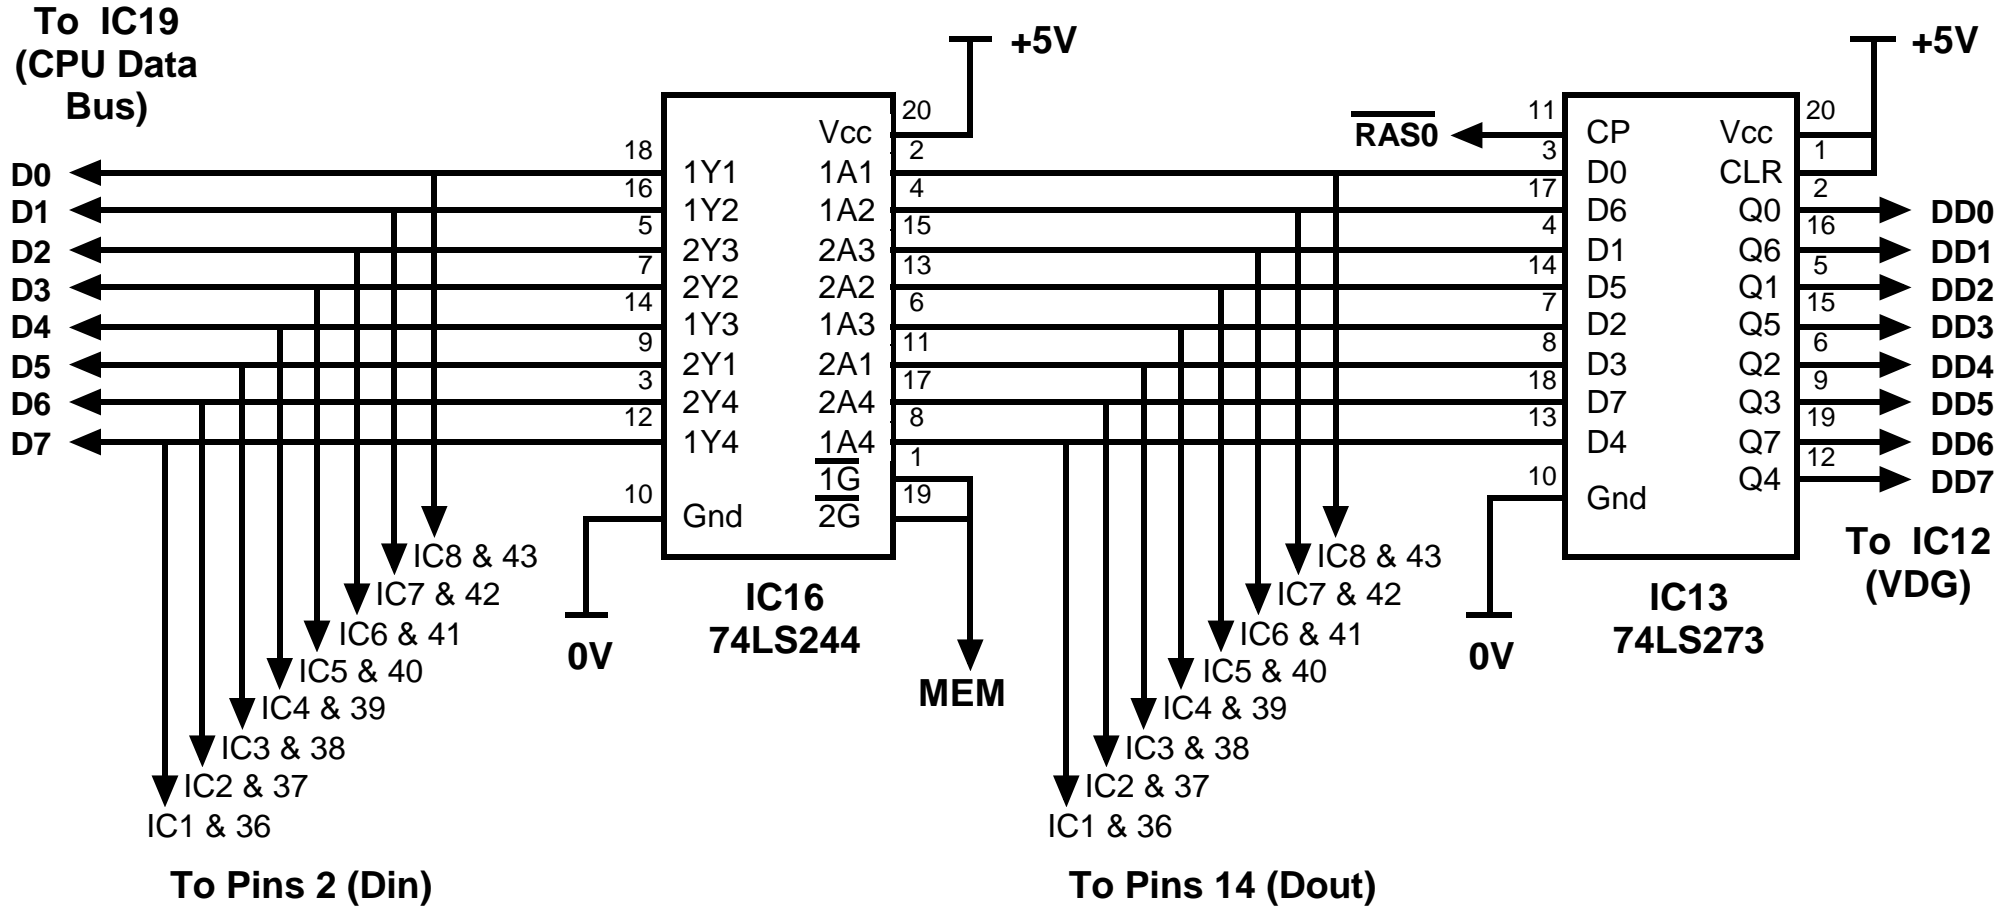 To IC19
(CPU Data
Bus)
D0
D1
D2
D3
D4
D5
D6
D7
18
16
5
7
14
9
3
12
10
1Y1
1Y2
2Y3
2Y2
1Y3
2Y1
2Y4
1Y4
Gnd
Vcc
1A1
1A2
2A3
2A2
1A3
2A1
2A4
1A4
1G
2G
20
2
4
15
13
6
11
17
8
1
19
+5V
IC16
74LS244
0V
MEM
IC8 & 43
IC7 & 42
IC6 & 41
IC5 & 40
IC4 & 39
IC3 & 38
IC2 & 37
IC1 & 36
To Pins 2 (Din)
RAS0
11
3
17
4
14
7
8
18
13
10
CP
D0
D6
D1
D5
D2
D3
D7
D4
Gnd
Vcc
CLR
Q0
Q6
Q1
Q5
Q2
Q3
Q7
Q4
20
1
2
16
5
15
6
9
19
12
+5V
DD0
DD1
DD2
DD3
DD4
DD5
DD6
DD7
To IC12
(VDG)
IC13
74LS273
0V
IC8 & 43
IC7 & 42
IC6 & 41
IC5 & 40
IC4 & 39
IC3 & 38
IC2 & 37
IC1 & 36
To Pins 14 (Dout)